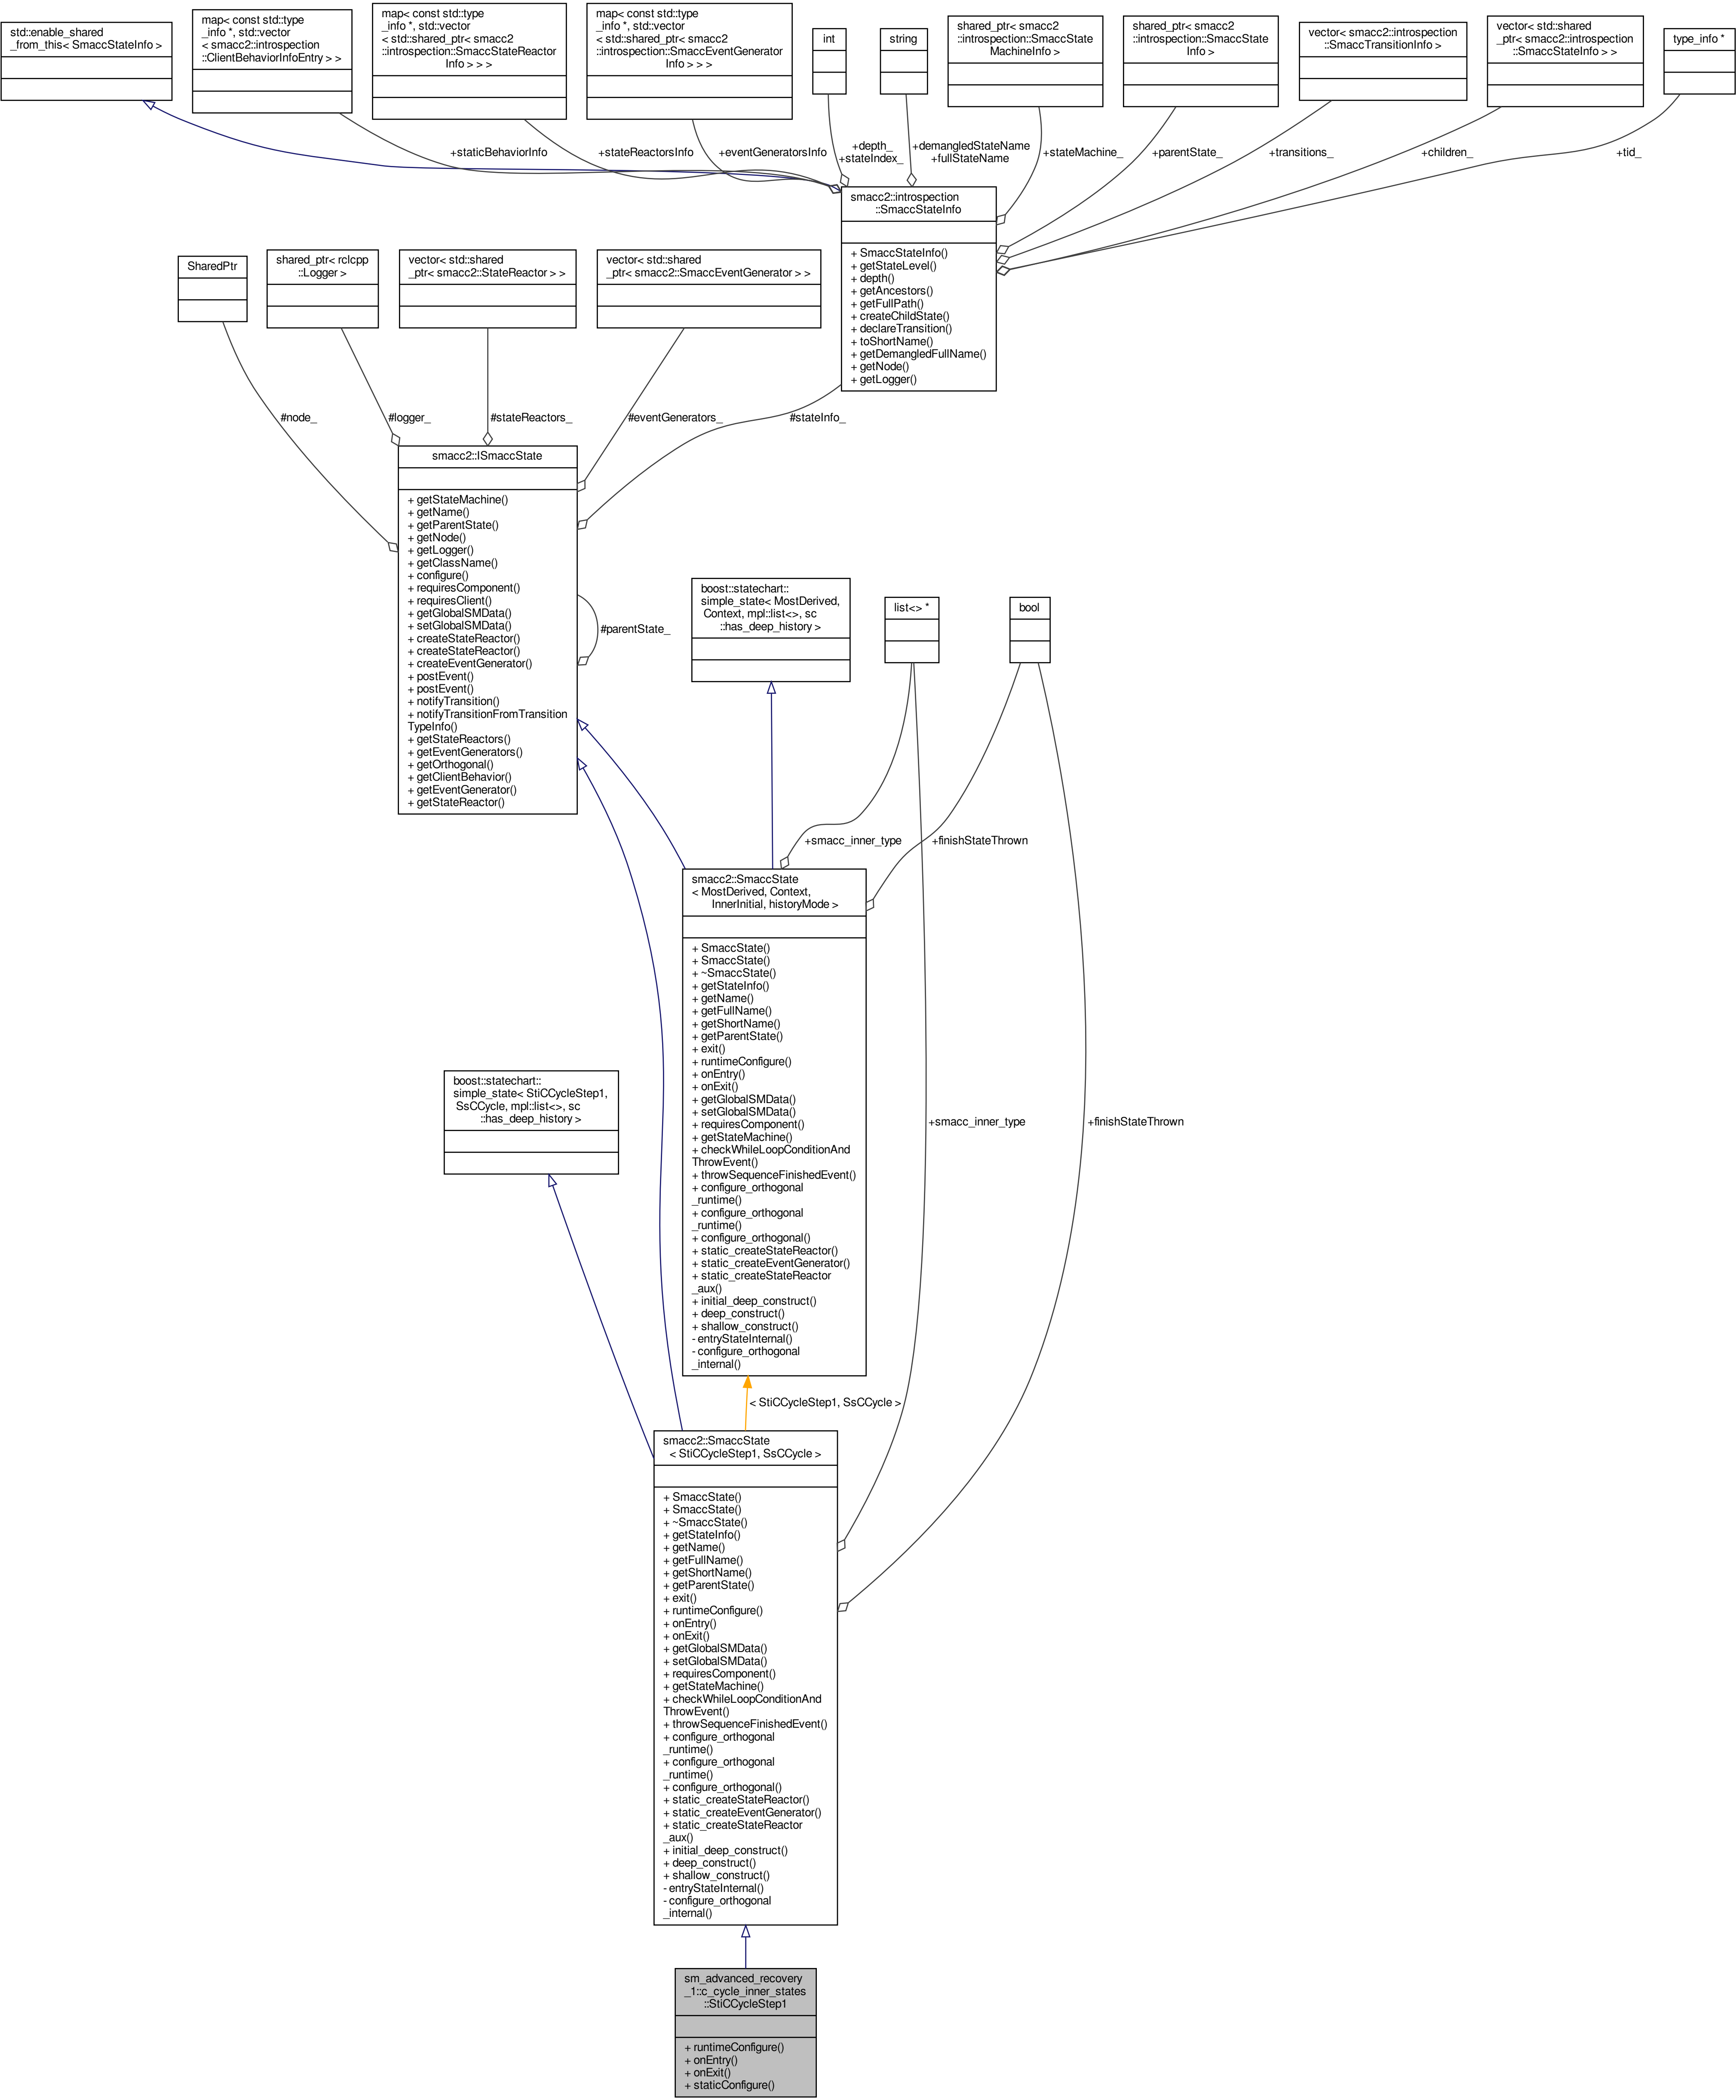 std::enable_shared
_from_this< SmaccStateInfo >
map< const std::type
_info *, std::vector
< smacc2::introspection
::ClientBehaviorInfoEntry > >
map< const std::type
_info *, std::vector
< std::shared_ptr< smacc2
::introspection::SmaccStateReactor
Info > > >
map< const std::type
_info *, std::vector
< std::shared_ptr< smacc2
::introspection::SmaccEventGenerator
Info > > >
int
string
shared_ptr< smacc2
::introspection::SmaccState
MachineInfo >
shared_ptr< smacc2
::introspection::SmaccState
Info >
vector< smacc2::introspection
::SmaccTransitionInfo >
vector< std::shared
_ptr< smacc2::introspection
::SmaccStateInfo > >
type_info *
+staticBehaviorInfo
+stateReactorsInfo
+eventGeneratorsInfo
+depth_
+stateIndex_
+demangledStateName
+fullStateName
+stateMachine_
+parentState_
+transitions_
+children_
+tid_
smacc2::introspection
::SmaccStateInfo
+ SmaccStateInfo()
+ getStateLevel()
+ depth()
+ getAncestors()
+ getFullPath()
+ createChildState()
+ declareTransition()
+ toShortName()
+ getDemangledFullName()
+ getNode()
+ getLogger()
SharedPtr
shared_ptr< rclcpp
::Logger >
vector< std::shared
_ptr< smacc2::StateReactor > >
vector< std::shared
_ptr< smacc2::SmaccEventGenerator > >
#node_
#logger_
#stateReactors_
#eventGenerators_
#stateInfo_
smacc2::ISmaccState
+ getStateMachine()
+ getName()
+ getParentState()
+ getNode()
+ getLogger()
+ getClassName()
+ configure()
+ requiresComponent()
+ requiresClient()
+ getGlobalSMData()
+ setGlobalSMData()
+ createStateReactor()
+ createStateReactor()
+ createEventGenerator()
+ postEvent()
+ postEvent()
+ notifyTransition()
+ notifyTransitionFromTransition
TypeInfo()
+ getStateReactors()
+ getEventGenerators()
+ getOrthogonal()
+ getClientBehavior()
+ getEventGenerator()
+ getStateReactor()
#parentState_
boost::statechart::
simple_state< MostDerived,
Context, mpl::list<>, sc
::has_deep_history >
list<> *
bool
+smacc_inner_type
+finishStateThrown
smacc2::SmaccState
< MostDerived, Context,
InnerInitial, historyMode >
+ SmaccState()
+ SmaccState()
+ ~SmaccState()
+ getStateInfo()
+ getName()
+ getFullName()
+ getShortName()
+ getParentState()
+ exit()
+ runtimeConfigure()
+ onEntry()
+ onExit()
+ getGlobalSMData()
+ setGlobalSMData()
+ requiresComponent()
+ getStateMachine()
+ checkWhileLoopConditionAnd
ThrowEvent()
+ throwSequenceFinishedEvent()
+ configure_orthogonal
_runtime()
+ configure_orthogonal
_runtime()
+ configure_orthogonal()
+ static_createStateReactor()
+ static_createEventGenerator()
+ static_createStateReactor
_aux()
+ initial_deep_construct()
+ deep_construct()
+ shallow_construct()
- entryStateInternal()
- configure_orthogonal
_internal()
boost::statechart::
simple_state< StiCCycleStep1,
SsCCycle, mpl::list<>, sc
::has_deep_history >
+smacc_inner_type
+finishStateThrown
< StiCCycleStep1, SsCCycle >
smacc2::SmaccState
< StiCCycleStep1, SsCCycle >
+ SmaccState()
+ SmaccState()
+ ~SmaccState()
+ getStateInfo()
+ getName()
+ getFullName()
+ getShortName()
+ getParentState()
+ exit()
+ runtimeConfigure()
+ onEntry()
+ onExit()
+ getGlobalSMData()
+ setGlobalSMData()
+ requiresComponent()
+ getStateMachine()
+ checkWhileLoopConditionAnd
ThrowEvent()
+ throwSequenceFinishedEvent()
+ configure_orthogonal
_runtime()
+ configure_orthogonal
_runtime()
+ configure_orthogonal()
+ static_createStateReactor()
+ static_createEventGenerator()
+ static_createStateReactor
_aux()
+ initial_deep_construct()
+ deep_construct()
+ shallow_construct()
- entryStateInternal()
- configure_orthogonal
_internal()
sm_advanced_recovery
_1::c_cycle_inner_states
::StiCCycleStep1
+ runtimeConfigure()
+ onEntry()
+ onExit()
+ staticConfigure()